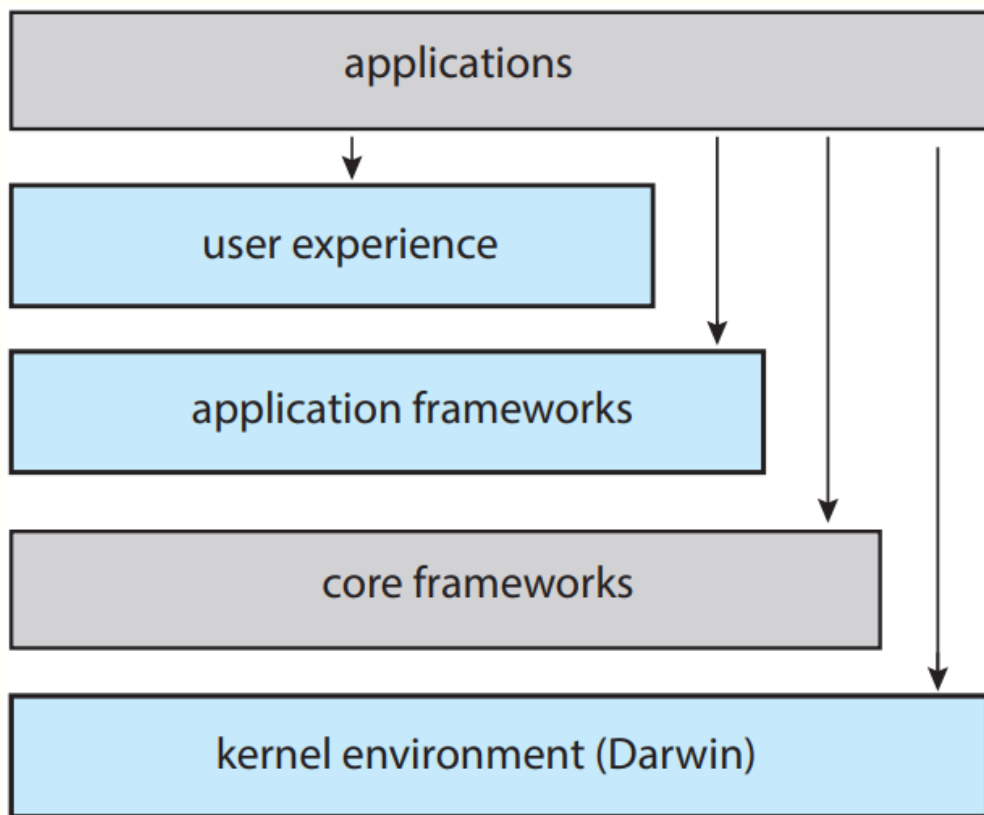 applications
user experience
application frameworks
core frameworks
kernel environment (Darwin)